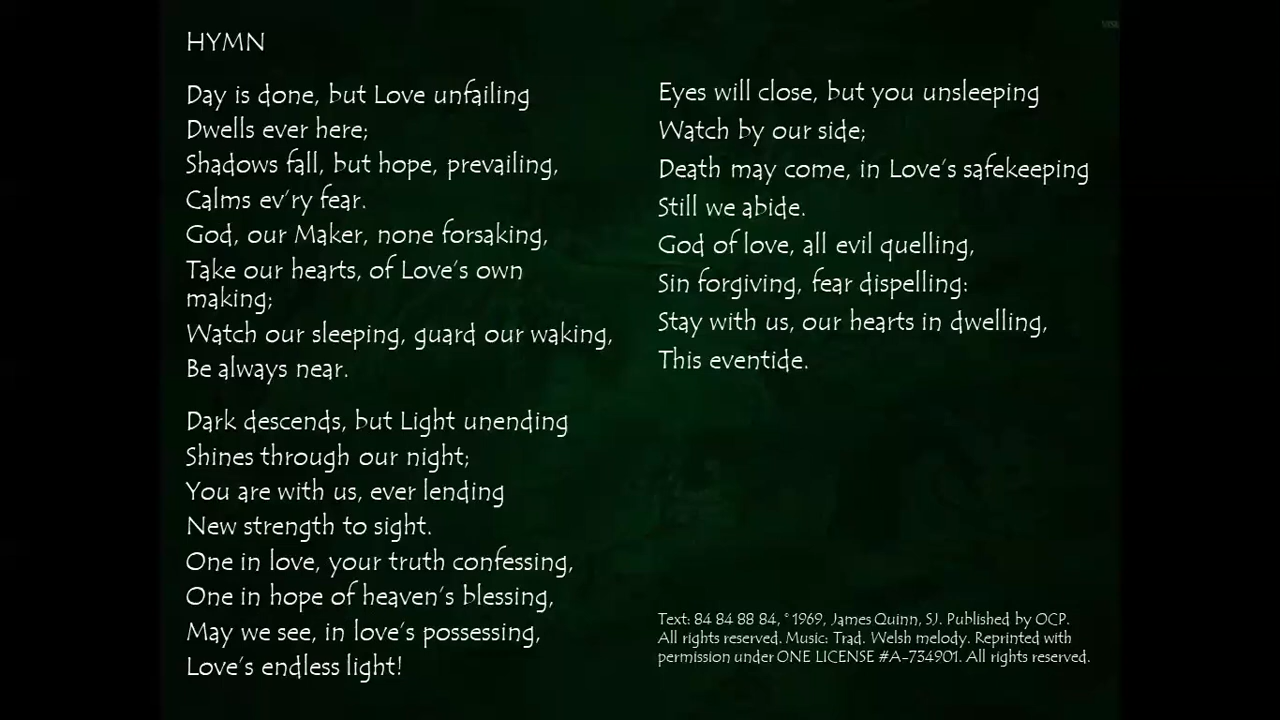 HYMN
Day is done, but Love unfailing
Dwells ever here;
Shadows fall, but hope, prevailing,
Calms ev'ry fear.
God, our Maker, none forsaking,
Take our hearts, of Love's own
making;
Watch our sleeping, guard our waking,
Be always near.
Dark descends, but Light unending
Shines through our night;
You are with us, ever lending
New strength to sight.
One in love, your truth confessing,
One in hope of heaven's blessing,
May we see, in love's possessing,
Love's endless light!
Eyes will close, but you unsleeping
Watch by our side;
Death may come, in Love's safekeeping
Still we abide.
God of love, all evil quelling,
Sin forgiving, fear dispelling:
Stay with us, our hearts in dwelling,
This eventide.
Text: 84 84 88 84, © 1969, James Quinn, SJ. Published by OCP.
All rights reserved. Music: Trad. Welsh melody. Reprinted with
permission under ONE LICENSE #A-734901. All rights reserved.